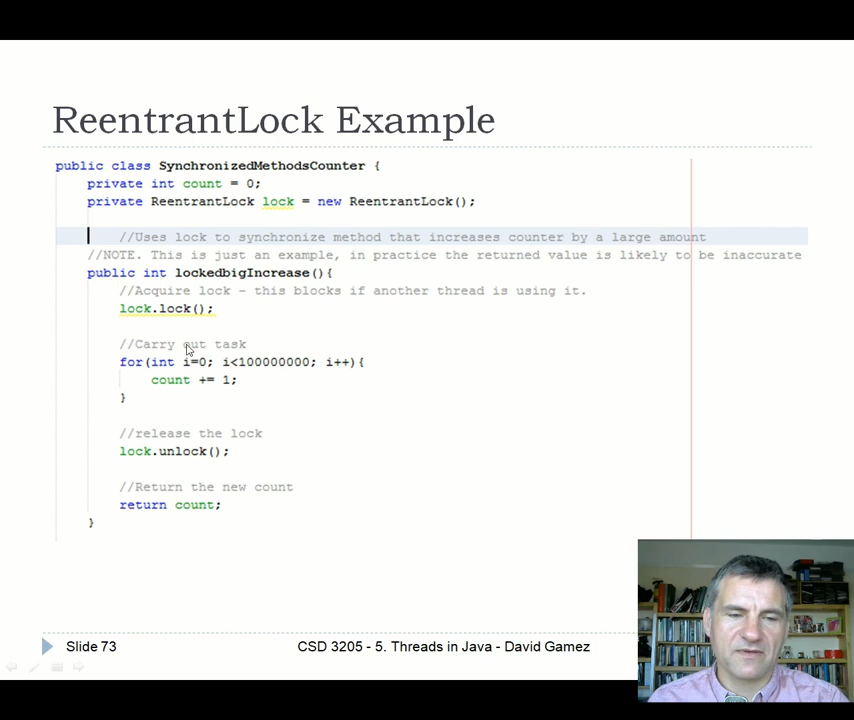 ReentrantLock Example
public class SynchronizedMethodsCounter {
private int count = 0;
private ReentrantLock lock = new ReentrantLock();
//Uses lock to synchronize method that increases counter by a large amount
//NOTE. This is just an example, in practice the returned value is likely to be inaccurate
public int lockedbigIncrease(){
//Acquire lock - this blocks if another thread is using it.
lock.lock();
//Carry out task
for(int i=0; i<100000000; i++){
count += 1;
}
//release the lock
lock.unlock();
//Return the new count
return count;
}
Slide 73
CSD 3205 - 5. Threads in Java - David Gamez